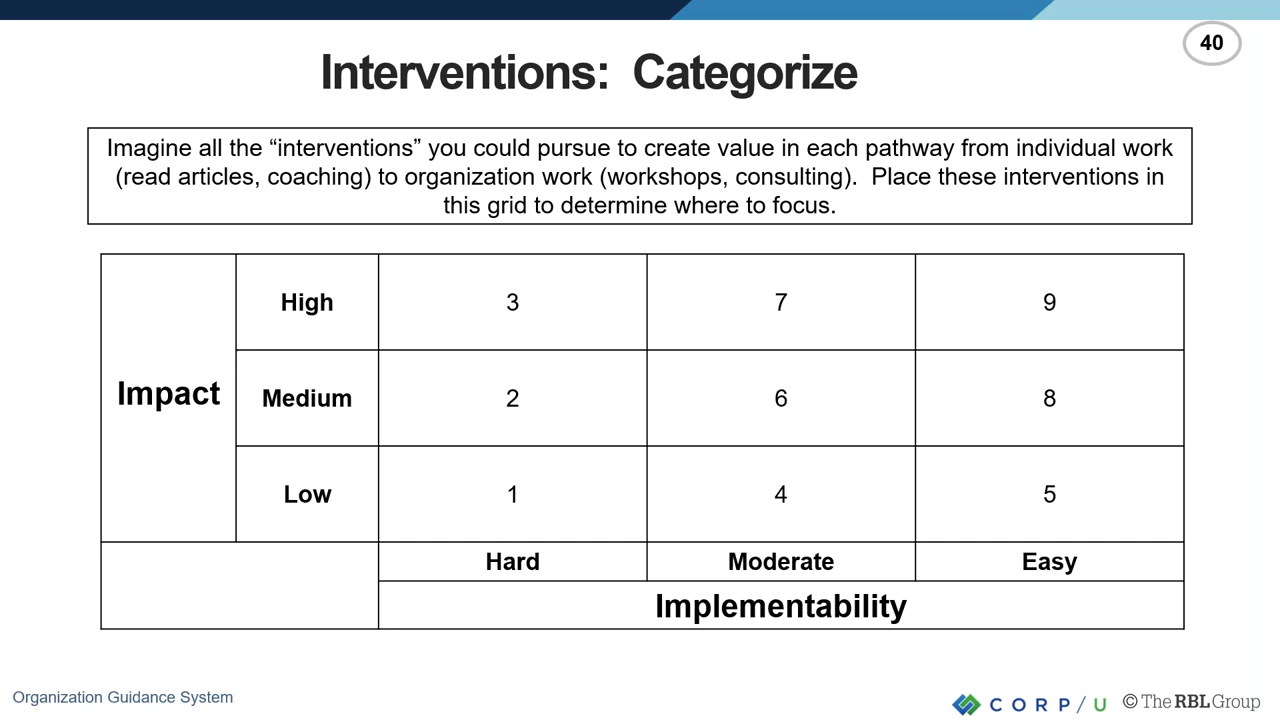 40
Interventions: Categorize
Imagine all the “interventions” you could pursue to create value in each pathway from individual work
(read articles, coaching) to organization work (workshops, consulting). Place these interventions in
this grid to determine where to focus.
High 3 7 9
Impact Medium 2 6 8
Low 1 4 5
Hard Moderate Easy
Implementability
Organization Guidance System
CORP/U © The RBL Group